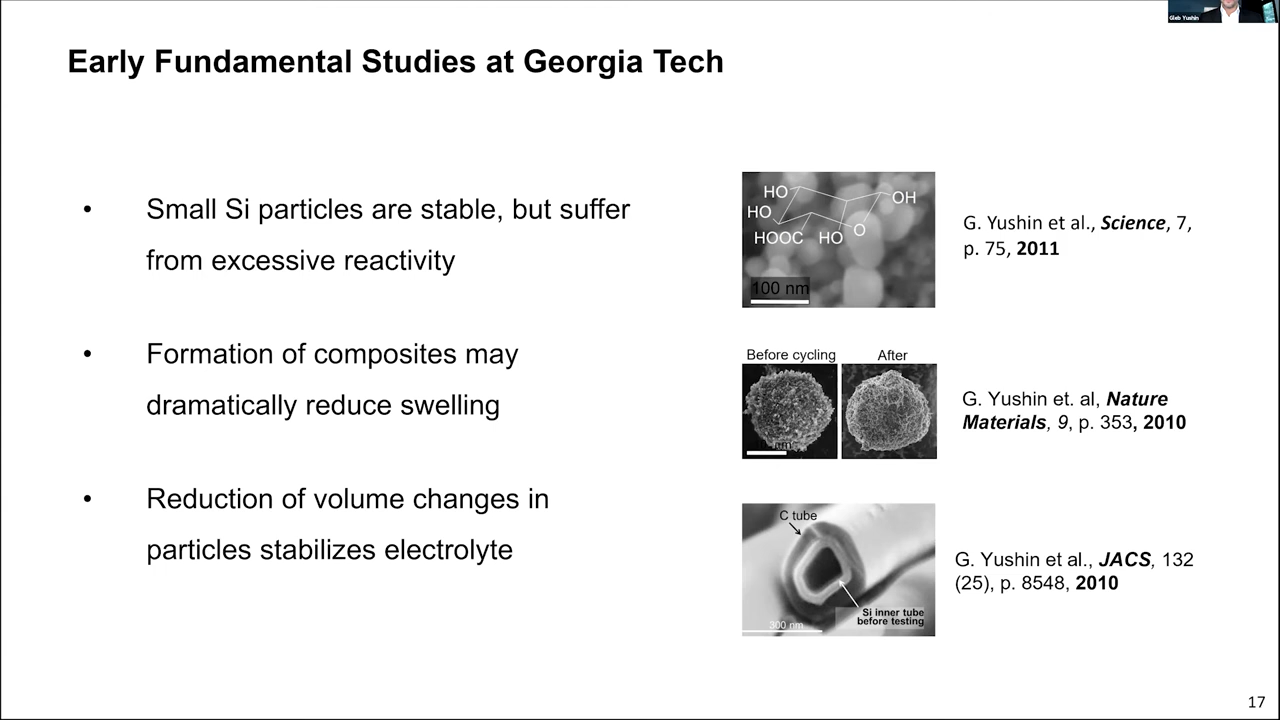 Gleb Yushin
Early Fundamental Studies at Georgia Tech
• Small Si particles are stable, but suffer
from excessive reactivity
• Formation of composites may
dramatically reduce swelling
• Reduction of volume changes in
particles stabilizes electrolyte
HO
OH
HO
O
HOOC
HO
100 nm
G. Yushin et al., Science, 7,
p. 75, 2011
Before cycling
After
G. Yushin et. al, Nature
Materials, 9, p. 353, 2010
C tube
Si inner tube
before testing
300 nm
G. Yushin et al., JACS, 132
(25), p. 8548, 2010
17